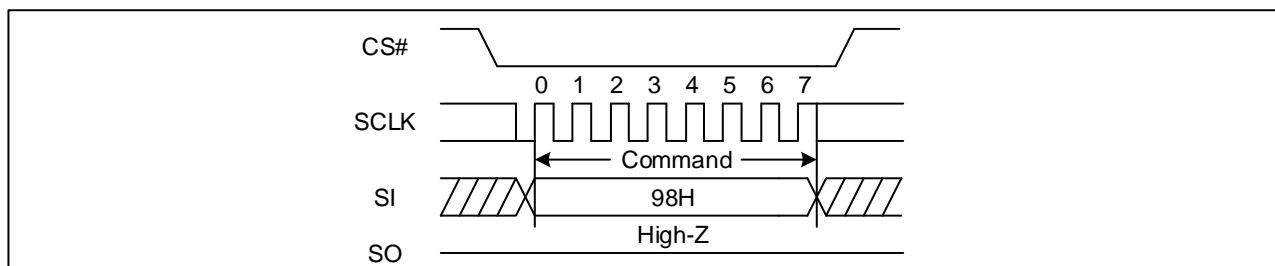 CS#
0 1 2 3 4 5 6 7
SCLK
Command
SI
98H
High-Z
SO